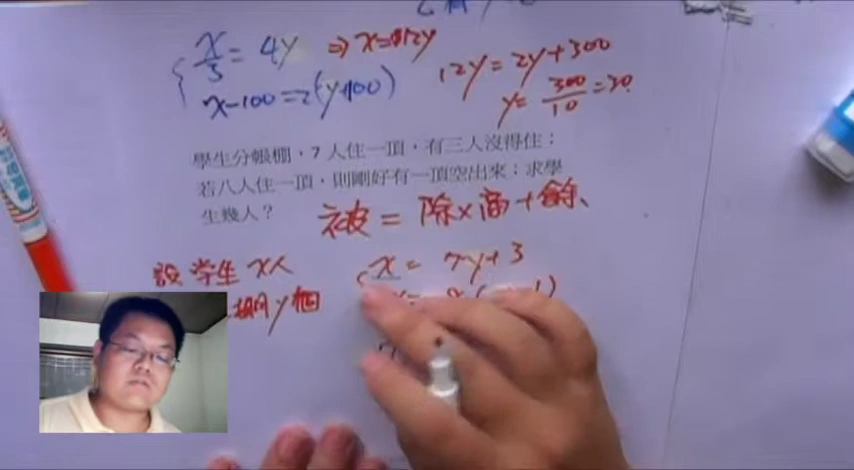 x/3 = 4y ⇒ x=12y
x-100=2(y+100)
12y=2y+300
y= 300/10 =30
學生分帳棚，7人住一頂，有三人沒得住；
若八人住一頂，則剛好有一頂空出來；求學
生幾人？
被 = 除×商+餘
設 學生 x人
y個
x = 7y+3